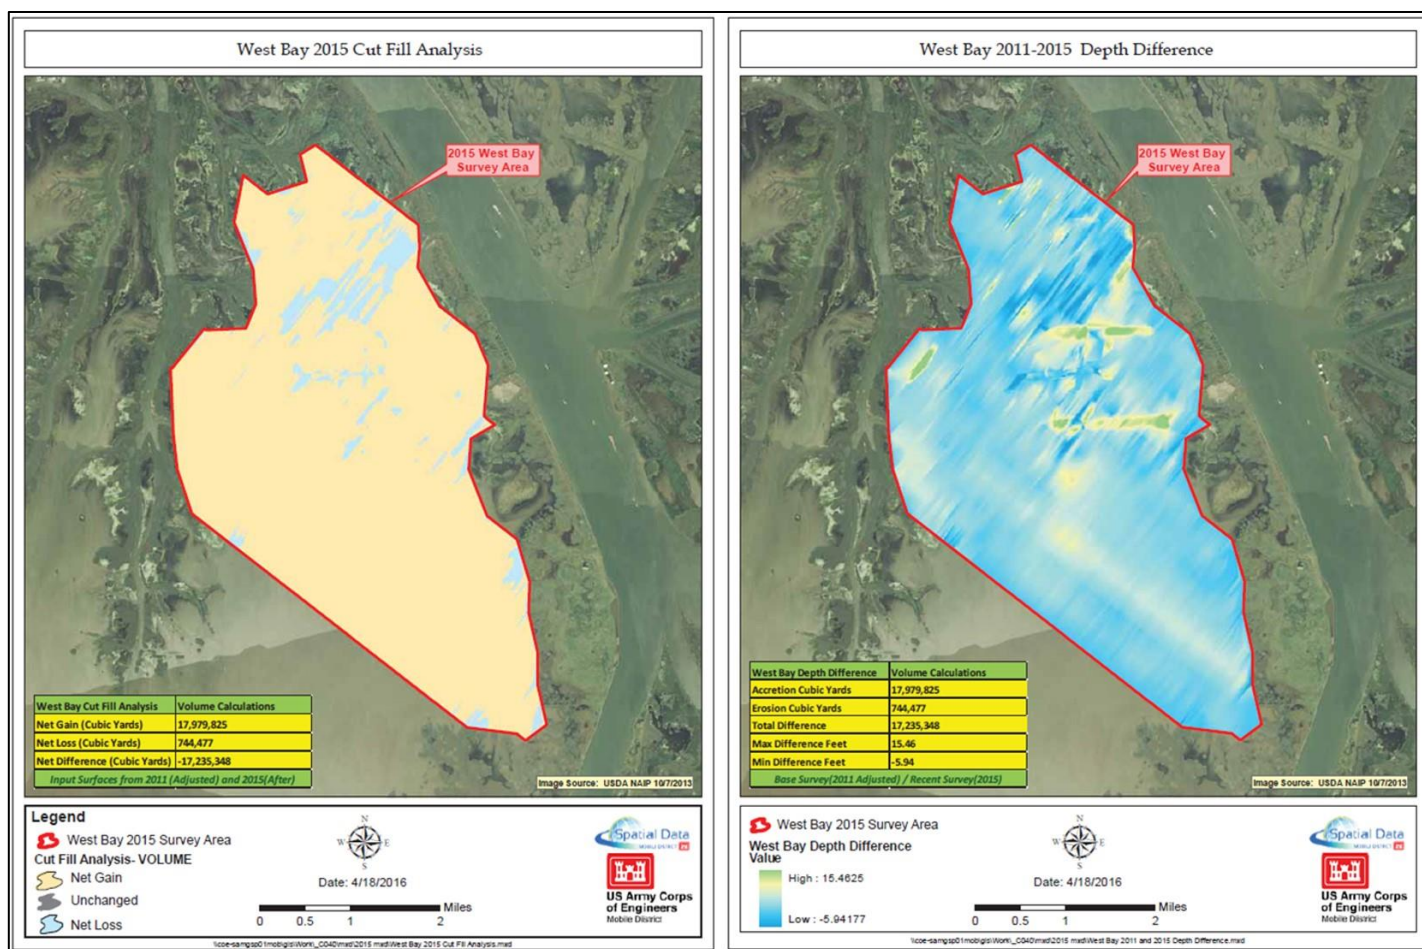 West Bay 2015 Cut Fill Analysis
2015 West Bay
Survey Area
West Bay Cut Fill Analysis Volume Calculations
Net Gain (Cubic Yards) 17,979,825
Net Loss (Cubic Yards) 744,477
Net Difference (Cubic Yards) -17,235,348
Input Surfaces from 2011 (Adjusted) and 2015(After)
Image Source: USDA NAIP 10/7/2013
Legend
West Bay 2015 Survey Area
Cut Fill Analysis- VOLUME
Net Gain
Unchanged
Net Loss
N
W E
S
Date: 4/18/2016
0 0.5 1 2 Miles
Spatial Data
MOBILE DISTRICT
US Army Corps
of Engineers
Mobile District
West Bay 2011-2015 Depth Difference
2015 West Bay
Survey Area
West Bay Depth Difference Volume Calculations
Accretion Cubic Yards 17,979,825
Erosion Cubic Yards 744,477
Total Difference 17,235,348
Max Difference Feet 15.46
Min Difference Feet -5.94
Base Survey(2011 Adjusted) / Recent Survey(2015)
Image Source: USDA NAIP 10/7/2013
West Bay 2015 Survey Area
West Bay Depth Difference
Value
High : 15.4625
Low : -5.94177
N
W E
S
Date: 4/18/2016
0 0.5 1 2 Miles
Spatial Data
MOBILE DISTRICT
US Army Corps
of Engineers
Mobile District